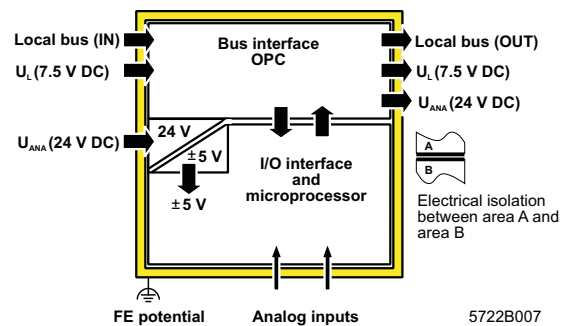 Local bus (IN)
Bus interface
OPC
Local bus (OUT)
UL (7.5 V DC)
UL (7.5 V DC)
UANA (24 V DC)
UANA (24 V DC)
24 V
± 5 V
± 5 V
I/O interface
and
microprocessor
A
B
Electrical isolation
between area A and
area B
FE potential
Analog inputs
5722B007